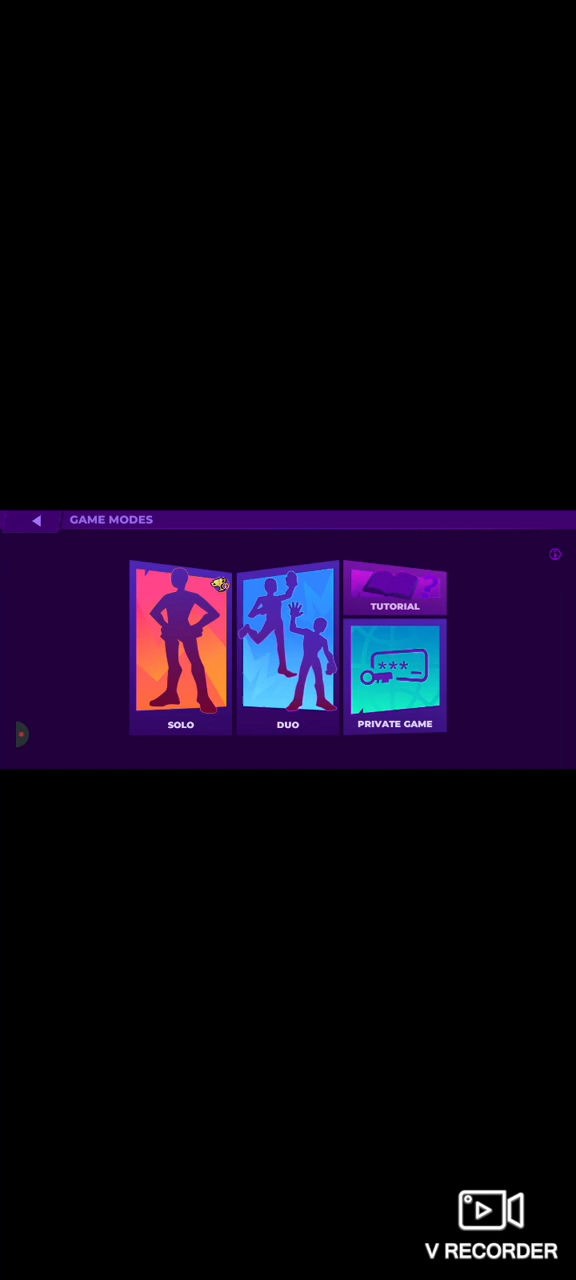 GAME MODES
TUTORIAL
SOLO
DUO
PRIVATE GAME
***
V RECORDER